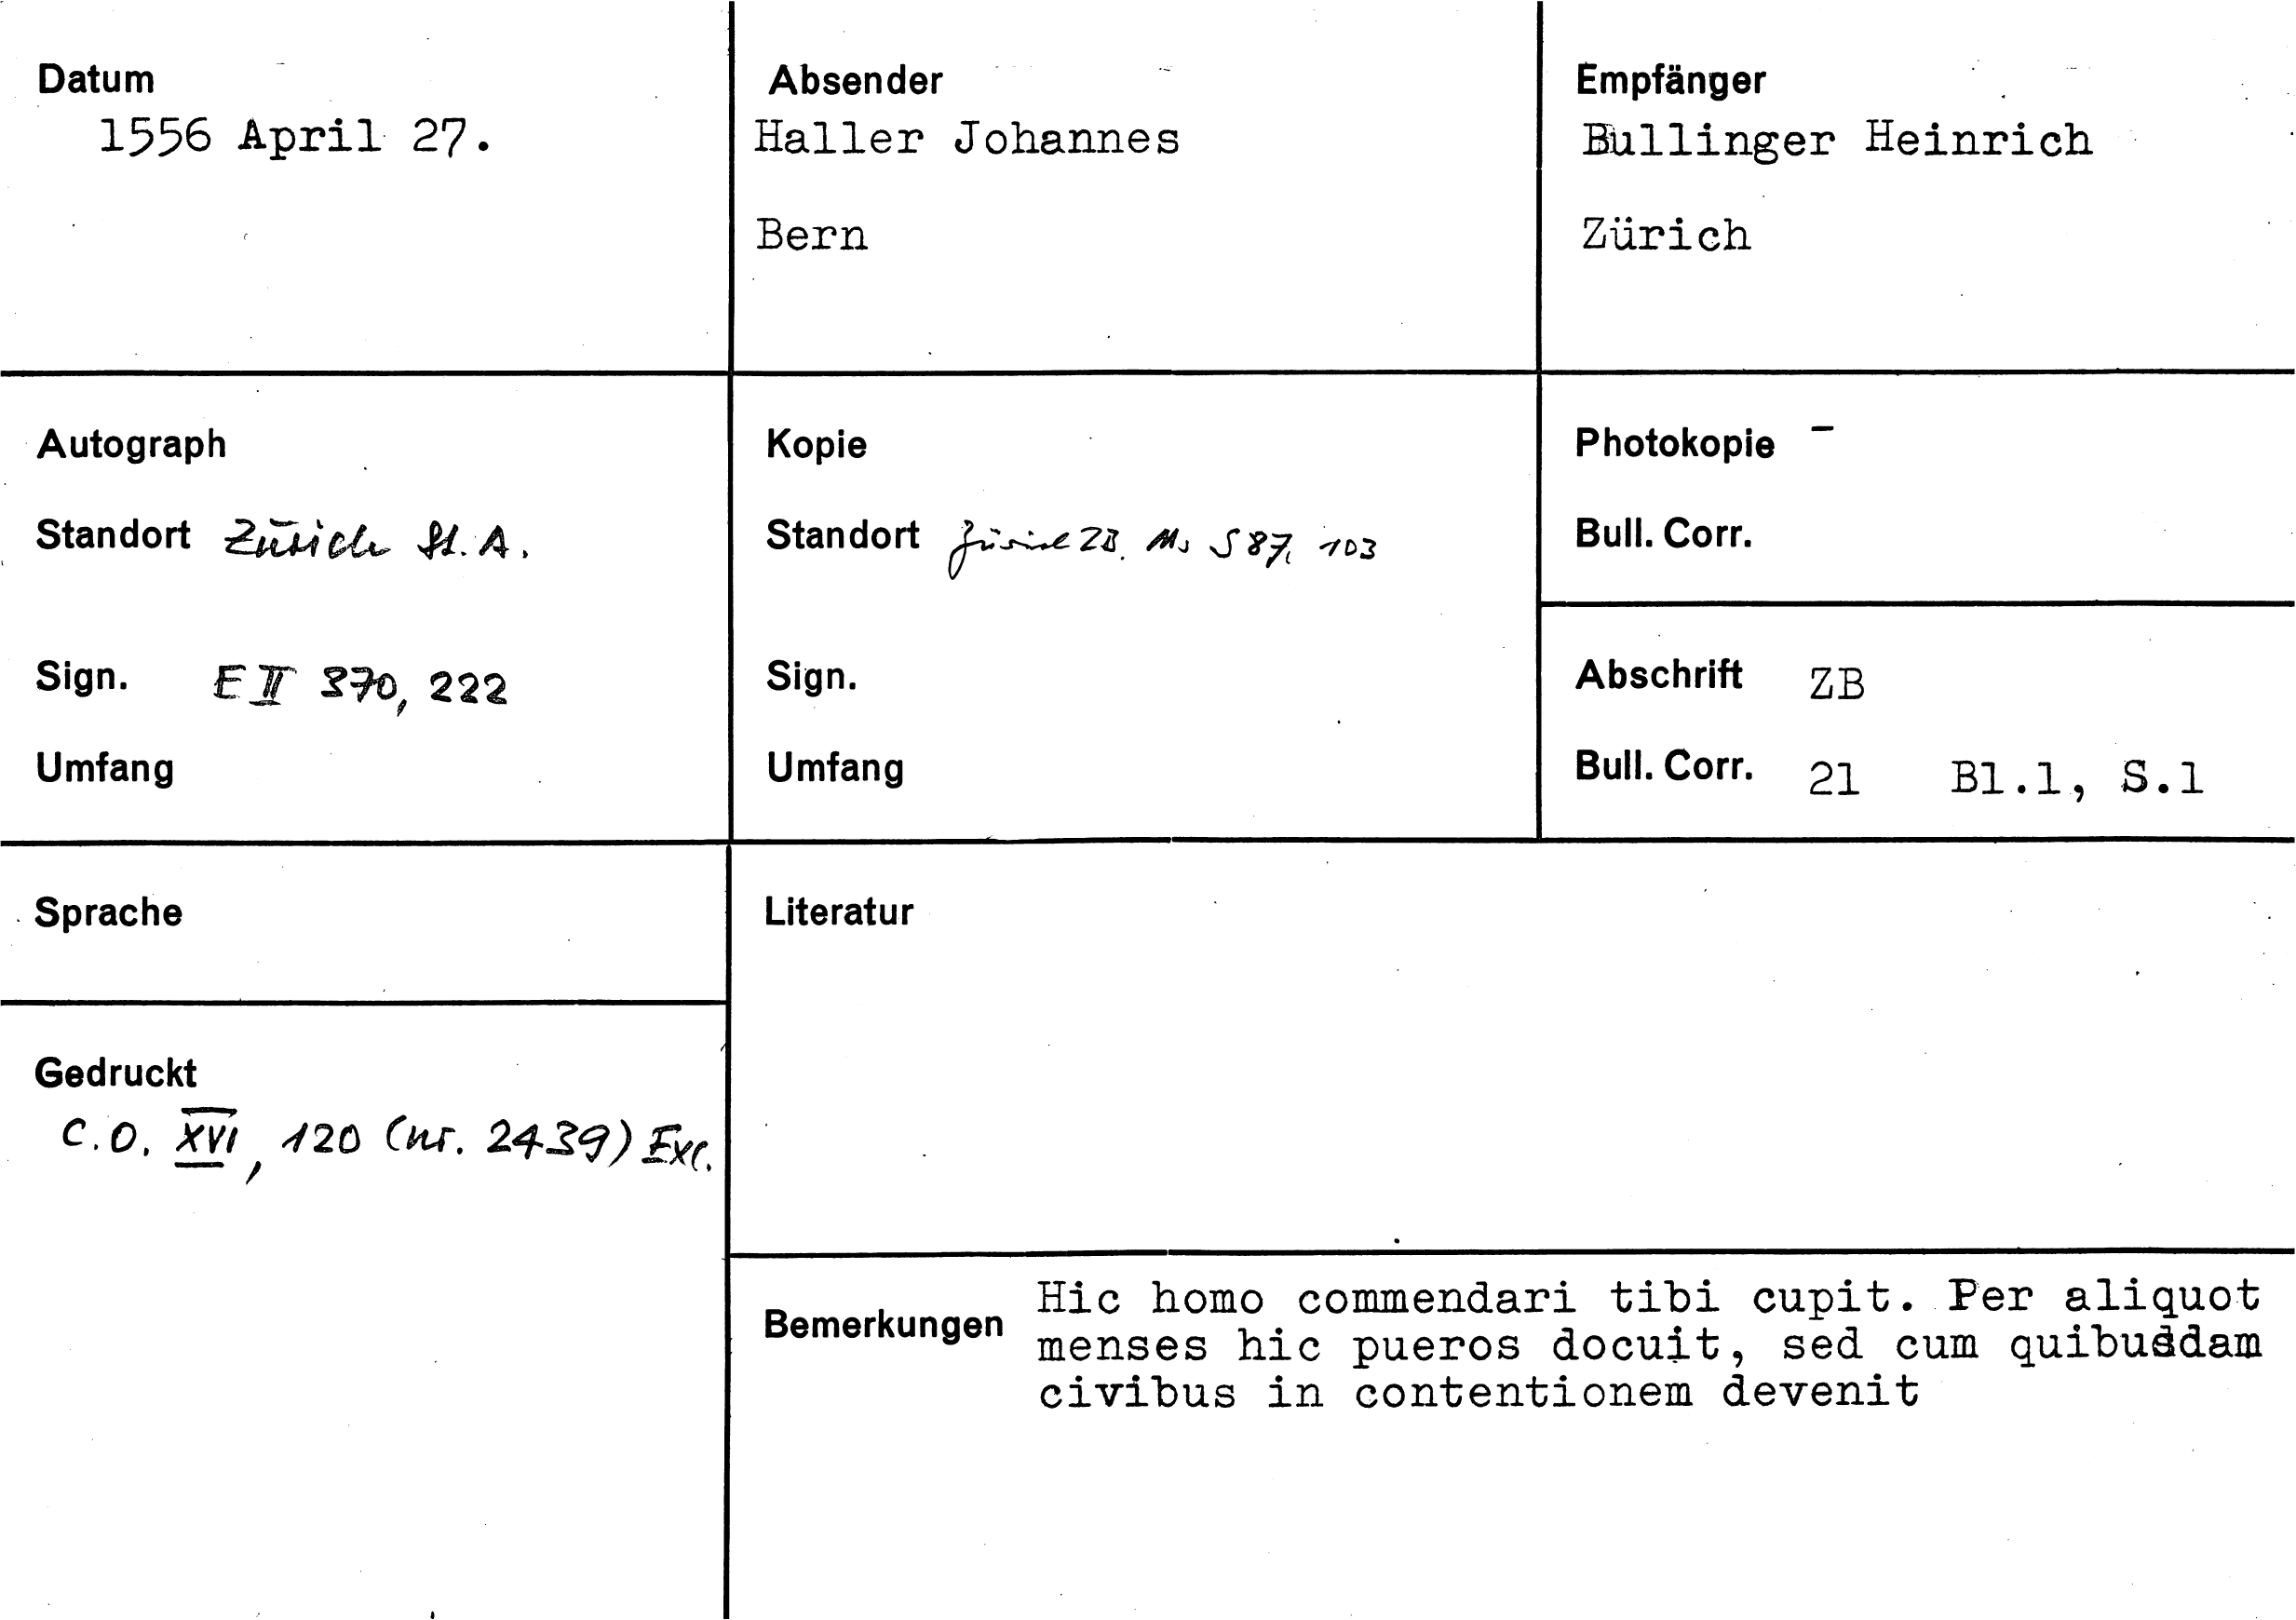 Datum
1556 April 27.
Absender
Haller Johannes
Bern
Empfänger
Bullinger Heinrich
Zürich
Autograph
Standort Zürich St. A.
Sign. E II 370, 222
Umfang
Kopie
Standort Zürich ZB. Ms S 87, 103
Sign.
Umfang
Photokopie -
Bull. Corr.
Abschrift ZB
Bull. Corr. 21 Bl.1, S.1
Sprache
Gedruckt
C.O. XVI, 120 (nr. 2439) Exc.
Literatur
Bemerkungen
Hic homo commendari tibi cupit. Per aliquot
menses hic pueros docuit, sed cum quibusdam
civibus in contentionem devenit